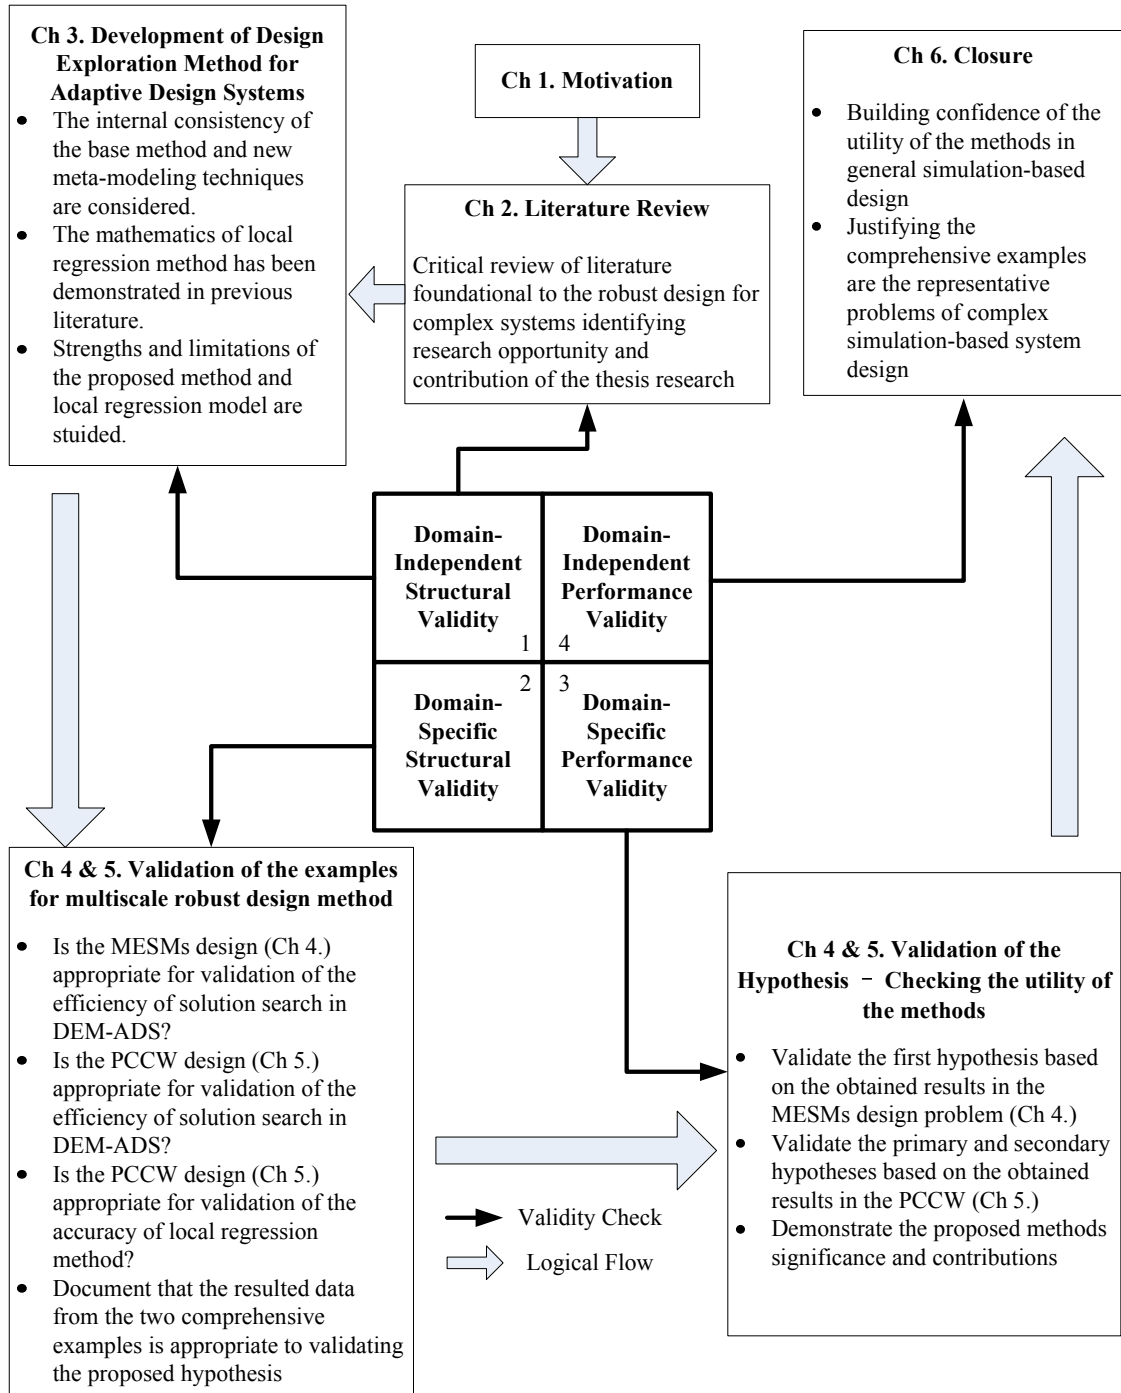 Ch 3. Development of Design
Exploration Method for
Adaptive Design Systems
• The internal consistency of
the base method and new
meta-modeling techniques
are considered.
• The mathematics of local
regression method has been
demonstrated in previous
literature.
• Strengths and limitations of
the proposed method and
local regression model are
stuided.
Ch 1. Motivation
Ch 2. Literature Review
Critical review of literature
foundational to the robust design for
complex systems identifying
research opportunity and
contribution of the thesis research
Ch 6. Closure
• Building confidence of the
utility of the methods in
general simulation-based
design
• Justifying the
comprehensive examples
are the representative
problems of complex
simulation-based system
design
Domain-
Independent
Structural
Validity
1
Domain-
Independent
Performance
Validity
4
Domain-
Specific
Structural
Validity
2
Domain-
Specific
Performance
Validity
3
Ch 4 & 5. Validation of the examples
for multiscale robust design method
• Is the MESMs design (Ch 4.)
appropriate for validation of the
efficiency of solution search in
DEM-ADS?
• Is the PCCW design (Ch 5.)
appropriate for validation of the
efficiency of solution search in
DEM-ADS?
• Is the PCCW design (Ch 5.)
appropriate for validation of the
accuracy of local regression
method?
• Document that the resulted data
from the two comprehensive
examples is appropriate to validating
the proposed hypothesis
Validity Check
Logical Flow
Ch 4 & 5. Validation of the
Hypothesis – Checking the utility of
the methods
• Validate the first hypothesis based
on the obtained results in the
MESMs design problem (Ch 4.)
• Validate the primary and secondary
hypotheses based on the obtained
results in the PCCW (Ch 5.)
• Demonstrate the proposed methods
significance and contributions